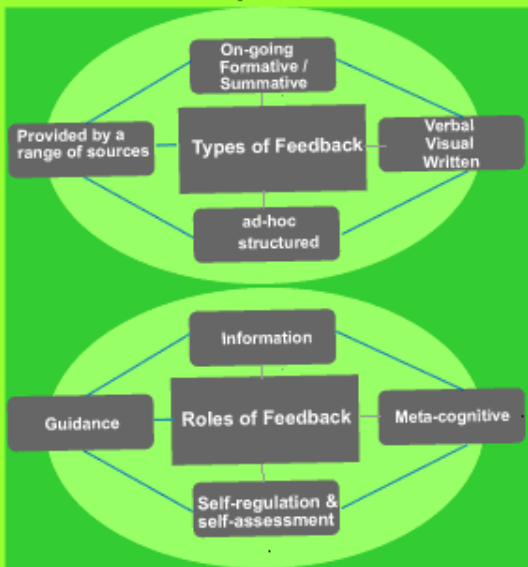 On-going
Formative /
Summative
Provided by a
range of sources
Types of Feedback
Verbal
Visual
Written
ad-hoc
structured
Information
Guidance
Roles of Feedback
Meta-cognitive
Self-regulation &
self-assessment